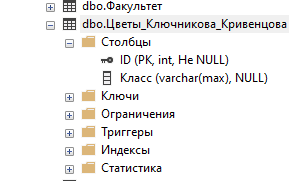 dbo.Факультет
dbo.Цветы_Ключникова_Кривенцова
Столбцы
ID (PK, int, Не NULL)
Класс (varchar(max), NULL)
Ключи
Ограничения
Триггеры
Индексы
Статистика